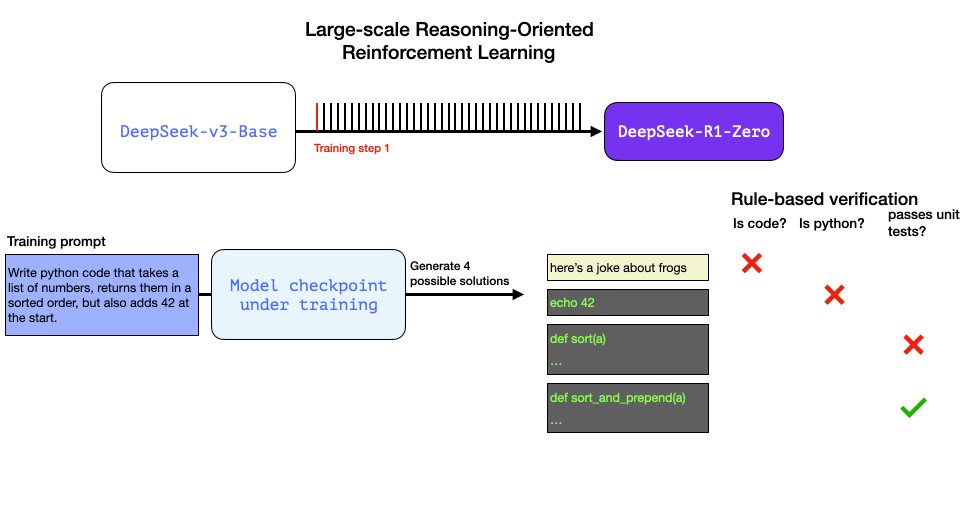 Large-scale Reasoning-Oriented
Reinforcement Learning
DeepSeek-v3-Base
Training step 1
DeepSeek-R1-Zero
Rule-based verification
Is code?
Is python?
passes unit
tests?
Training prompt
Write python code that takes a
list of numbers, returns them in a
sorted order, but also adds 42 at
the start.
Model checkpoint
under training
Generate 4
possible solutions
here's a joke about frogs
echo 42
def sort(a)
...
def sort_and_prepend(a)
...